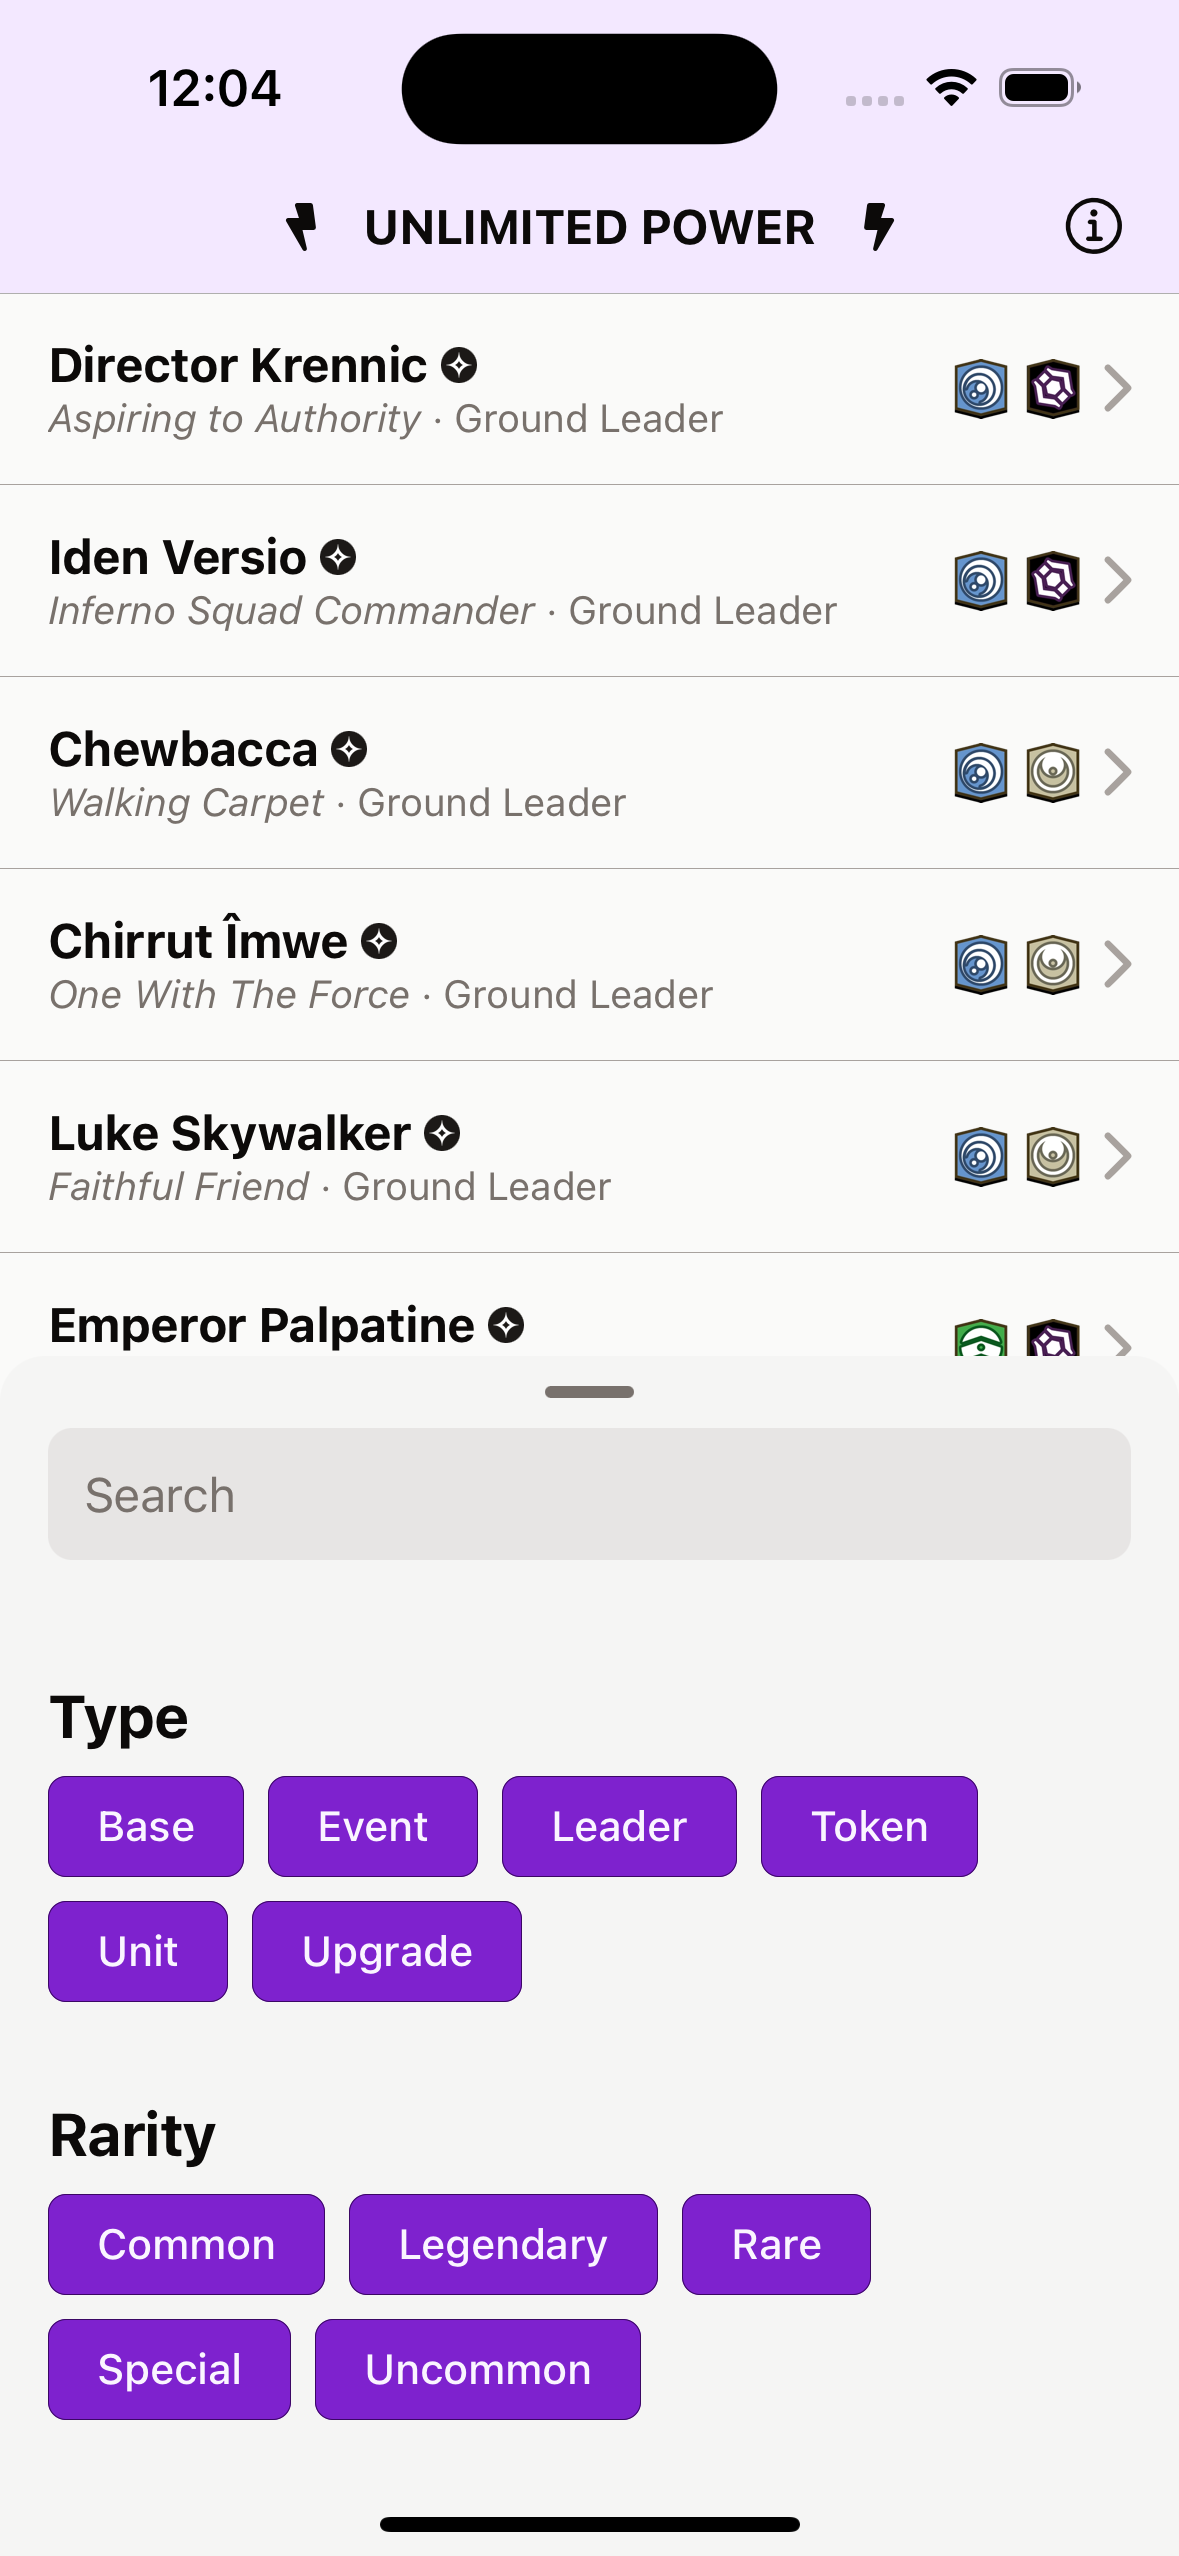 12:04
UNLIMITED POWER
Director Krennic
Aspiring to Authority · Ground Leader
Iden Versio
Inferno Squad Commander · Ground Leader
Chewbacca
Walking Carpet · Ground Leader
Chirrut Îmwe
One With The Force · Ground Leader
Luke Skywalker
Faithful Friend · Ground Leader
Emperor Palpatine
Search
Type
Base Event Leader Token
Unit Upgrade
Rarity
Common Legendary Rare
Special Uncommon